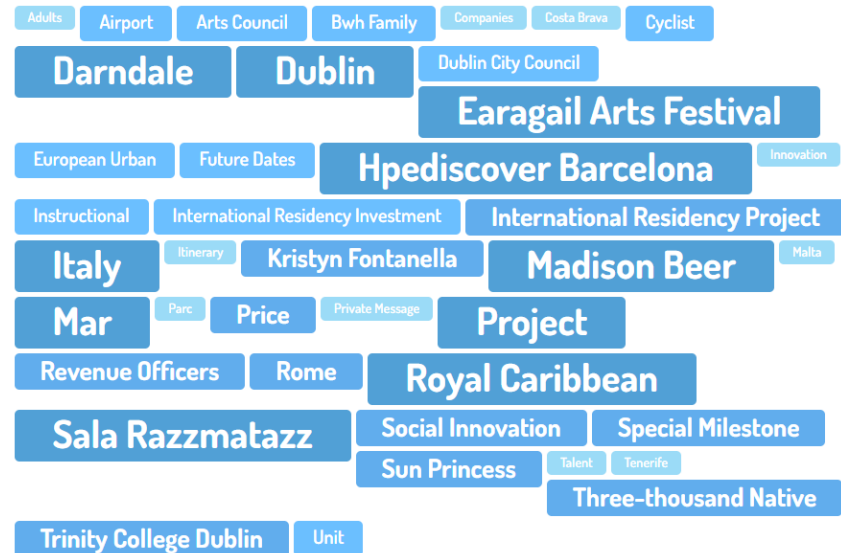 Adults Airport Arts Council Bwh Family Companies Costa Brava Cyclist
Darndale Dublin Dublin City Council
Earagail Arts Festival
European Urban Future Dates Hpediscover Barcelona Innovation
Instructional International Residency Investment International Residency Project
Italy Itinerary Kristyn Fontanella Madison Beer Malta
Mar Parc Price Private Message Project
Revenue Officers Rome Royal Caribbean
Sala Razzmatazz Social Innovation Special Milestone
Sun Princess Talent Tenerife
Three-thousand Native
Trinity College Dublin Unit